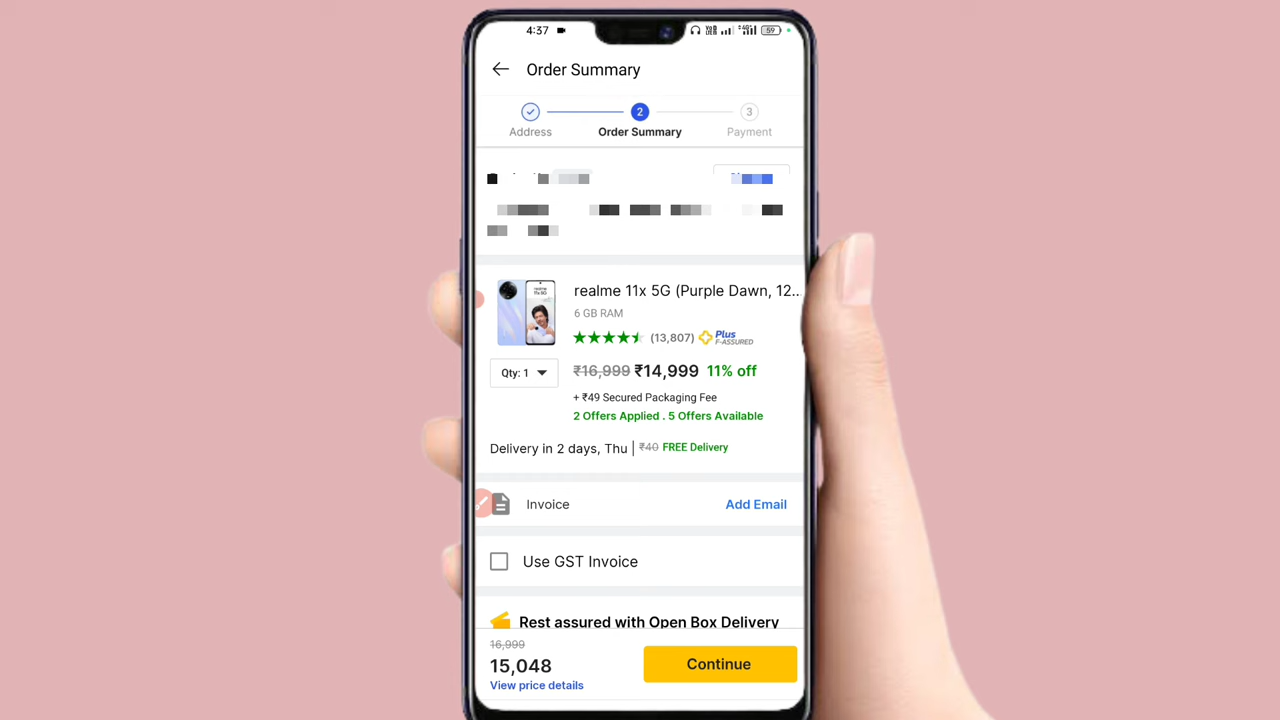 4:37
59
Order Summary
2
3
Address
Order Summary
Payment
realme 11x 5G (Purple Dawn, 12...
6 GB RAM
(13,807) Plus
F-ASSURED
Qty: 1
₹16,999 ₹14,999 11% off
+ ₹49 Secured Packaging Fee
2 Offers Applied . 5 Offers Available
Delivery in 2 days, Thu | ₹40 FREE Delivery
Invoice
Add Email
Use GST Invoice
Rest assured with Open Box Delivery
16,999
15,048
View price details
Continue